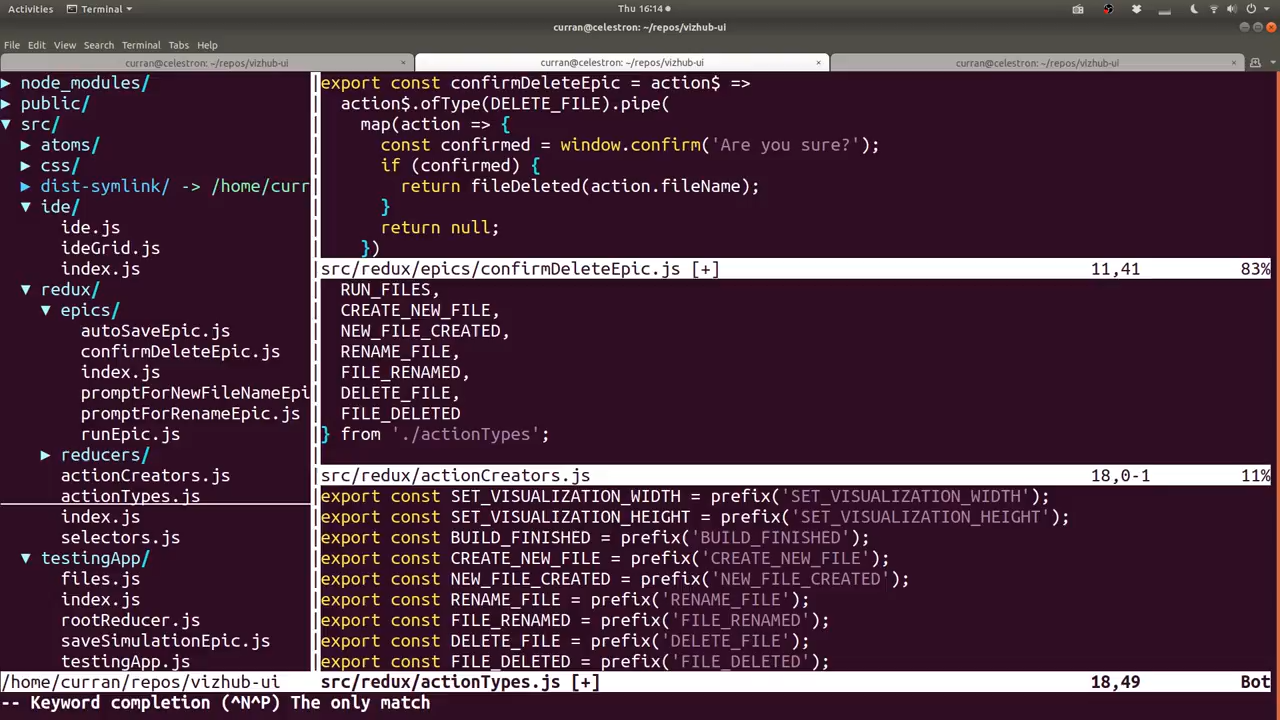 Activities Terminal Thu 16:14
curran@celestron: ~/repos/vizhub-ui
File Edit View Search Terminal Tabs Help
curran@celestron: ~/repos/vizhub-ui × curran@celestron: ~/repos/vizhub-ui × curran@celestron: ~/repos/vizhub-ui ×
▶ node_modules/
▶ public/
▼ src/
▶ atoms/
▶ css/
▶ dist-symlink/ -> /home/curr
▼ ide/
ide.js
ideGrid.js
index.js
▼ redux/
▼ epics/
autoSaveEpic.js
confirmDeleteEpic.js
index.js
promptForNewFileNameEpi
promptForRenameEpic.js
runEpic.js
▶ reducers/
actionCreators.js
actionTypes.js
index.js
selectors.js
▼ testingApp/
files.js
index.js
rootReducer.js
saveSimulationEpic.js
testingApp.js
/home/curran/repos/vizhub-ui
export const confirmDeleteEpic = action$ =>
action$.ofType(DELETE_FILE).pipe(
map(action => {
const confirmed = window.confirm('Are you sure?');
if (confirmed) {
return fileDeleted(action.fileName);
}
return null;
})
src/redux/epics/confirmDeleteEpic.js [+] 11,41 83%
RUN_FILES,
CREATE_NEW_FILE,
NEW_FILE_CREATED,
RENAME_FILE,
FILE_RENAMED,
DELETE_FILE,
FILE_DELETED
} from './actionTypes';
src/redux/actionCreators.js 18,0-1 11%
export const SET_VISUALIZATION_WIDTH = prefix('SET_VISUALIZATION_WIDTH');
export const SET_VISUALIZATION_HEIGHT = prefix('SET_VISUALIZATION_HEIGHT');
export const BUILD_FINISHED = prefix('BUILD_FINISHED');
export const CREATE_NEW_FILE = prefix('CREATE_NEW_FILE');
export const NEW_FILE_CREATED = prefix('NEW_FILE_CREATED');
export const RENAME_FILE = prefix('RENAME_FILE');
export const FILE_RENAMED = prefix('FILE_RENAMED');
export const DELETE_FILE = prefix('DELETE_FILE');
export const FILE_DELETED = prefix('FILE_DELETED');
src/redux/actionTypes.js [+] 18,49 Bot
-- Keyword completion (^N^P) The only match